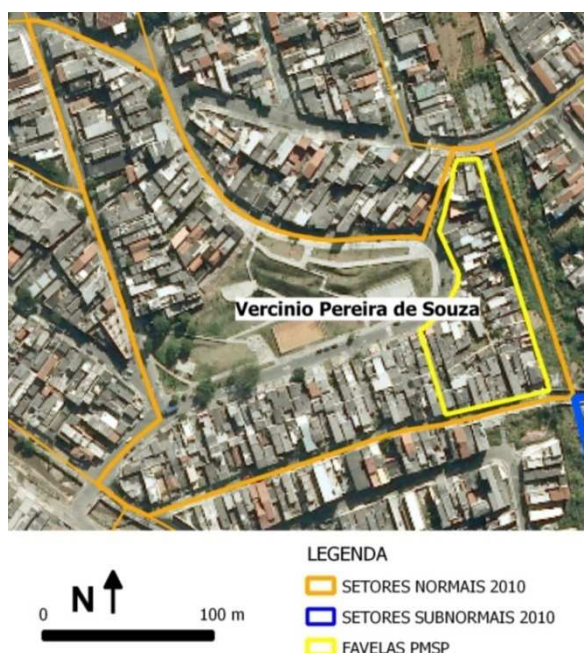 Vercinio Pereira de Souza
LEGENDA
SETORES NORMAIS 2010
SETORES SUBNORMAIS 2010
FAVELAS PMSP
N
0 100 m